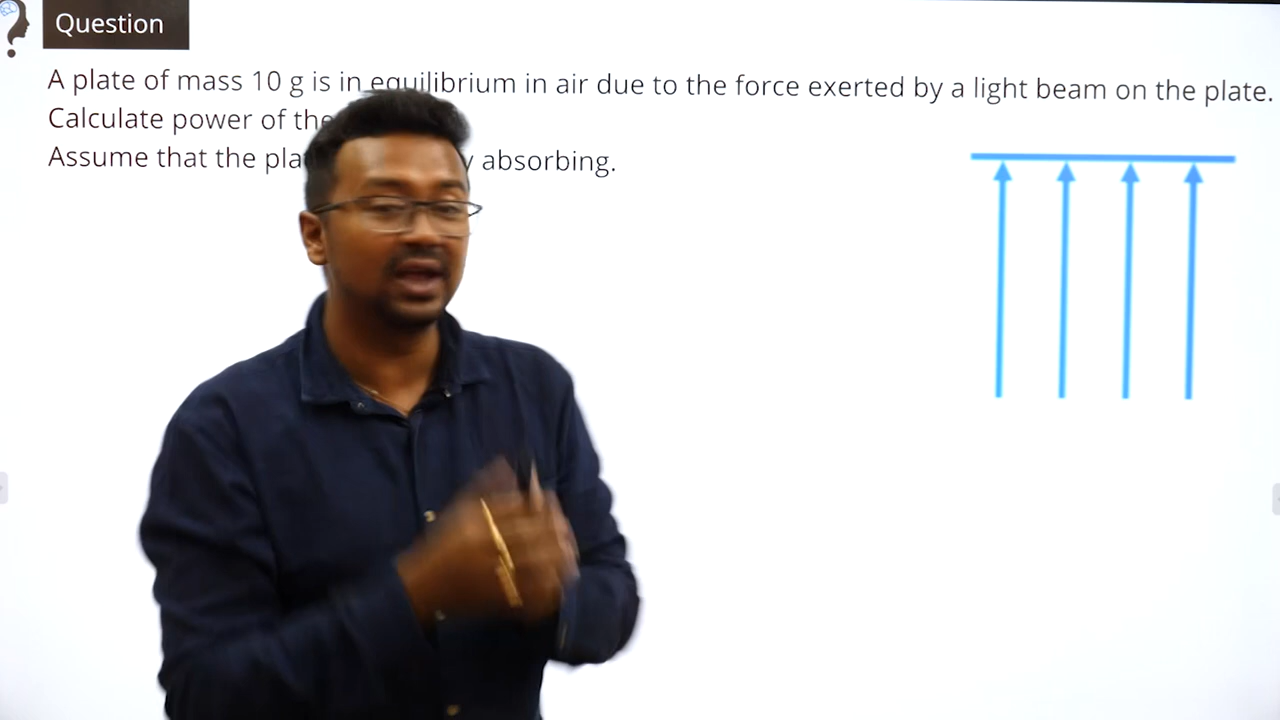 Question
A plate of mass 10 g is in equilibrium in air due to the force exerted by a light beam on the plate.
Calculate power of the
Assume that the absorbing.